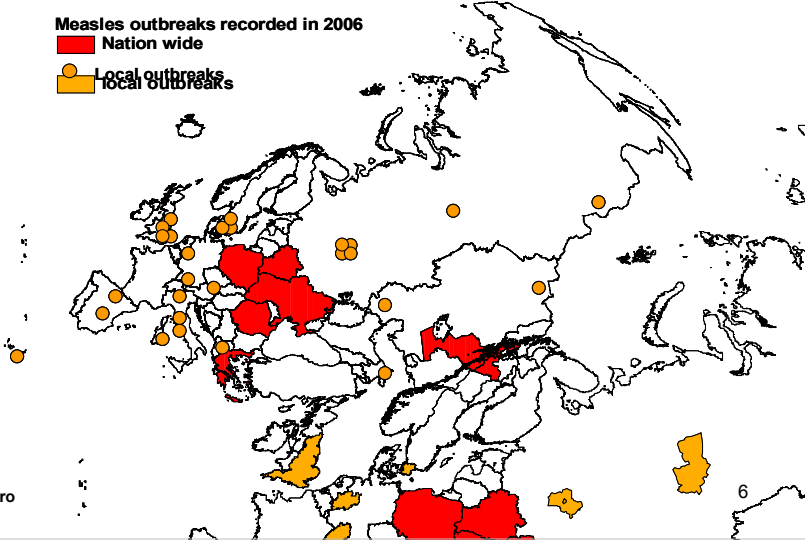 Measles outbreaks recorded in 2006
Nation wide
Local outbreaks
local outbreaks
ro
6